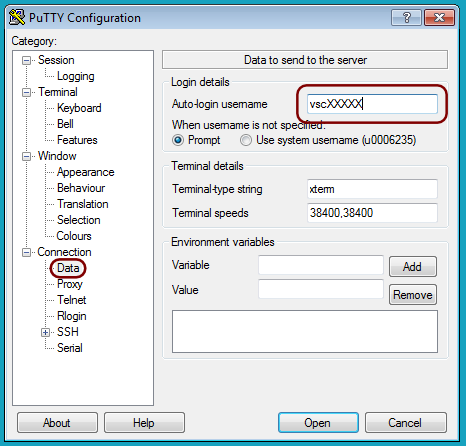 PuTTY Configuration
Category:
Session
Logging
Terminal
Keyboard
Bell
Features
Window
Appearance
Behaviour
Translation
Selection
Colours
Connection
Data
Proxy
Telnet
Rlogin
SSH
Serial
Data to send to the server
Login details
Auto-login username vscXXXXX
When username is not specified:
Prompt Use system username (u0006235)
Terminal details
Terminal-type string xterm
Terminal speeds 38400,38400
Environment variables
Variable Add
Value Remove
About Help Open Cancel